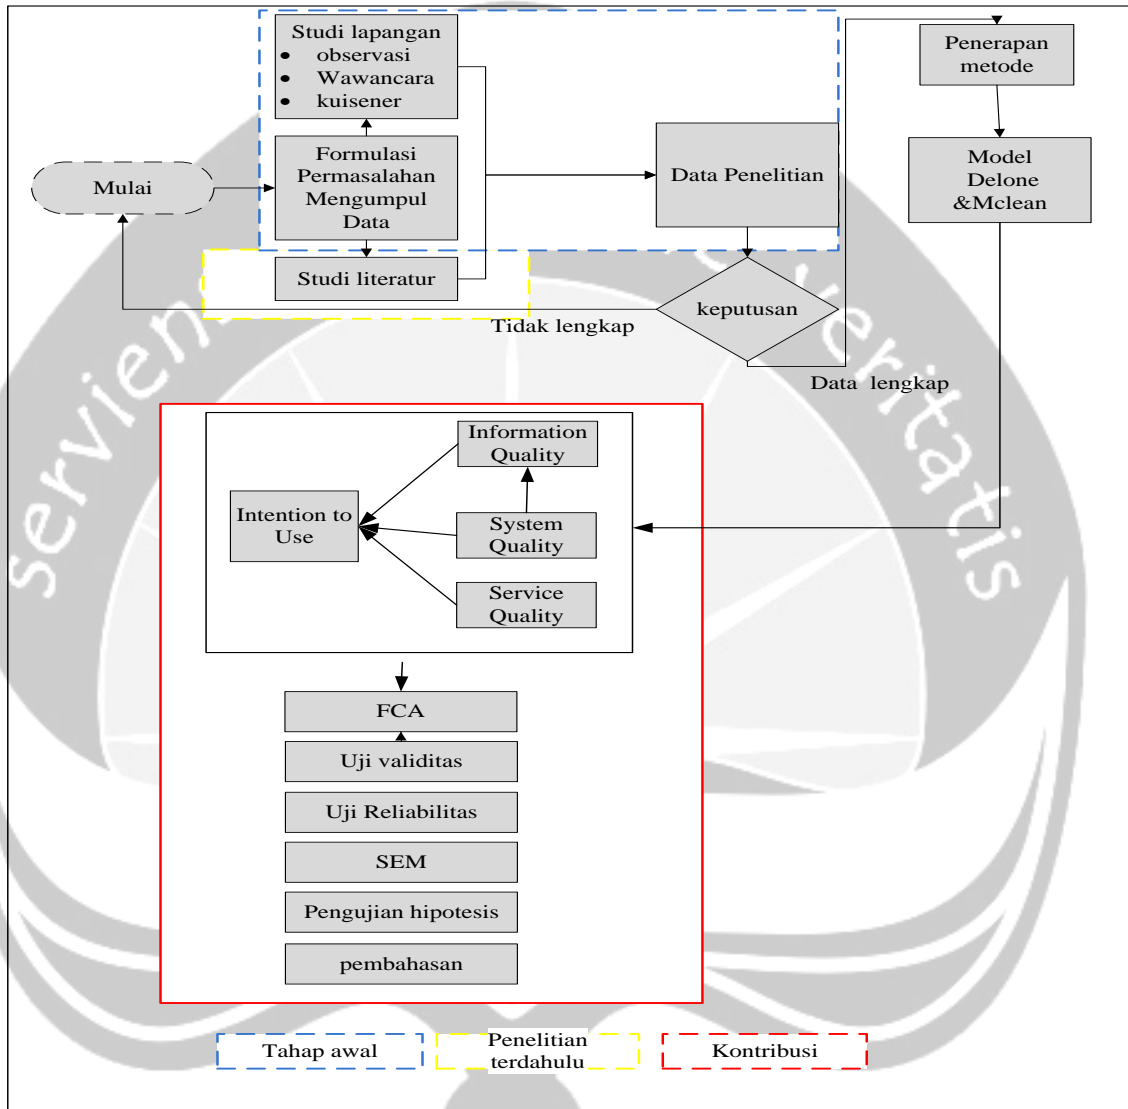 Studi lapangan
• observasi
• Wawancara
• kuisener
Penerapan
metode
Formulasi
Permasalahan
Mengumpul
Data
Mulai
Data Penelitian
Model
Delone
&Mclean
Studi literatur
keputusan
Tidak lengkap
Data lengkap
serviens
veritatis
Information
Quality
Intention to
Use
System
Quality
Service
Quality
FCA
Uji validitas
Uji Reliabilitas
SEM
Pengujian hipotesis
pembahasan
Tahap awal
Penelitian
terdahulu
Kontribusi